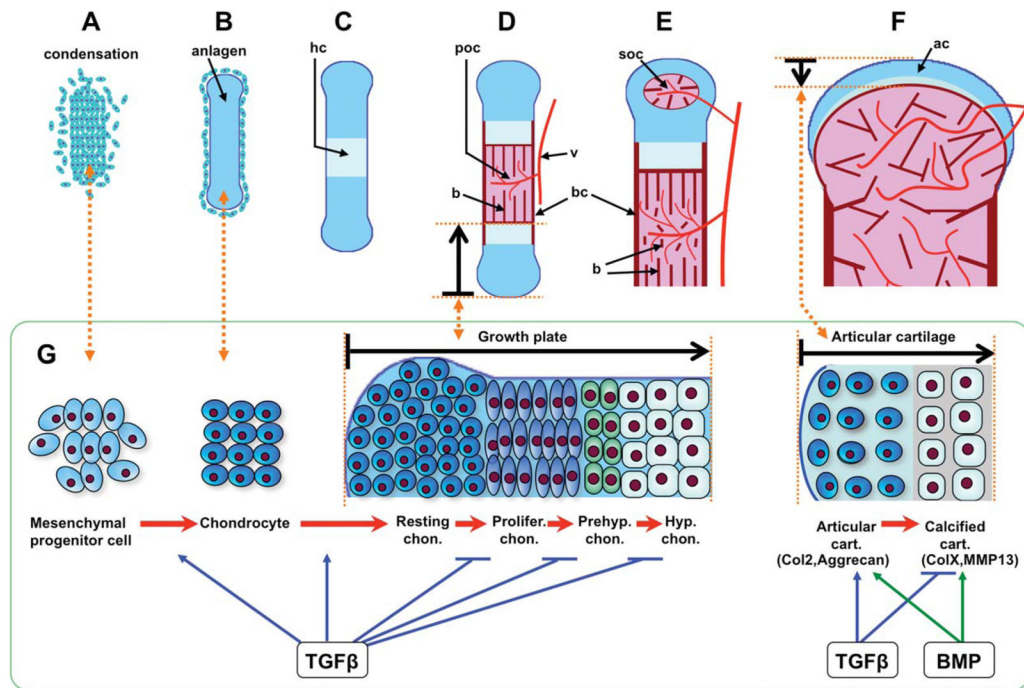 A
B
C
D
E
F
condensation
anlagen
hc
poc
soc
ac
v
b
bc
b
G
Growth plate
Articular cartilage
Mesenchymal
progenitor cell
Chondrocyte
Resting
chon.
Prolifer.
chon.
Prehyp.
chon.
Hyp.
chon.
Articular
cart.
(Col2,Aggrecan)
Calcified
cart.
(ColX,MMP13)
TGFβ
TGFβ
BMP